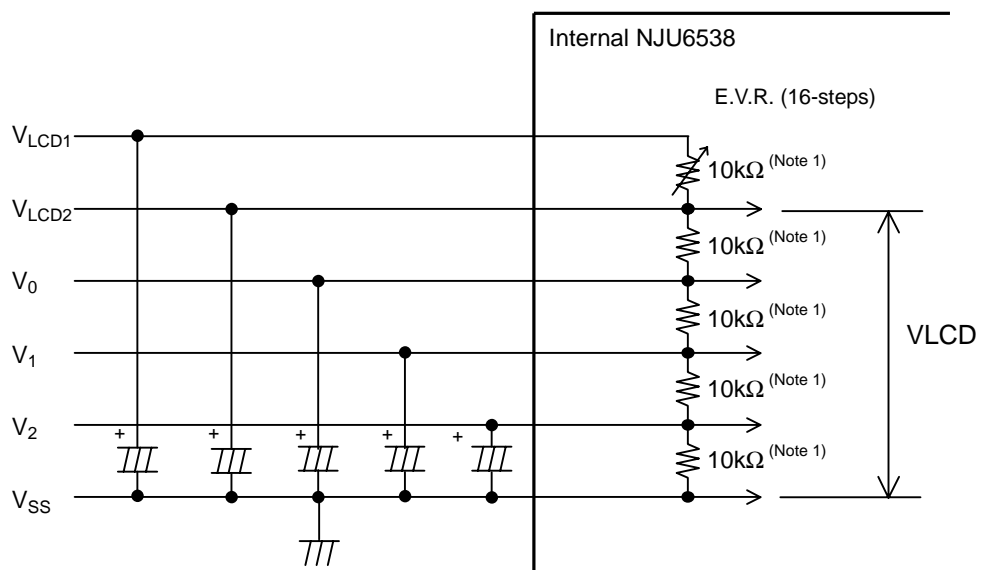 Internal NJU6538
E.V.R. (16-steps)
VLCD1
10kΩ (Note 1)
VLCD2
10kΩ (Note 1)
V0
10kΩ (Note 1)
VLCD
V1
10kΩ (Note 1)
V2
+ + + + +
10kΩ (Note 1)
VSS